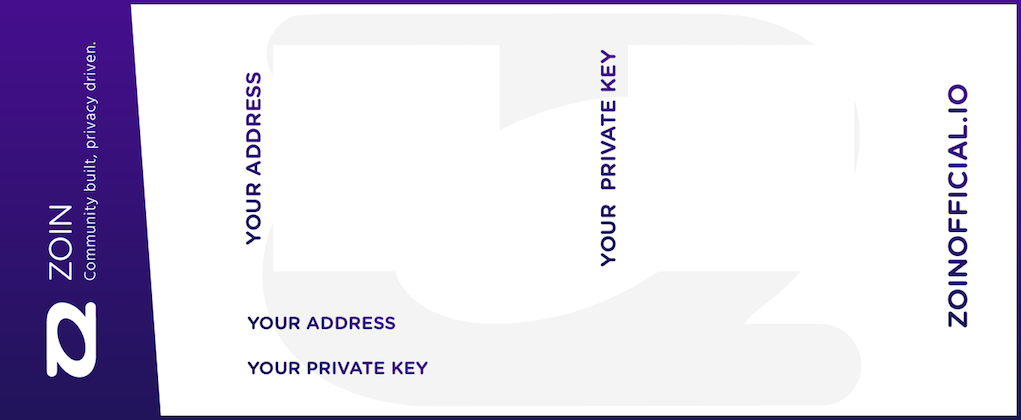 ZOIN
Community built, privacy driven.
YOUR ADDRESS
YOUR PRIVATE KEY
ZOINOFFICIAL.IO
YOUR ADDRESS
YOUR PRIVATE KEY